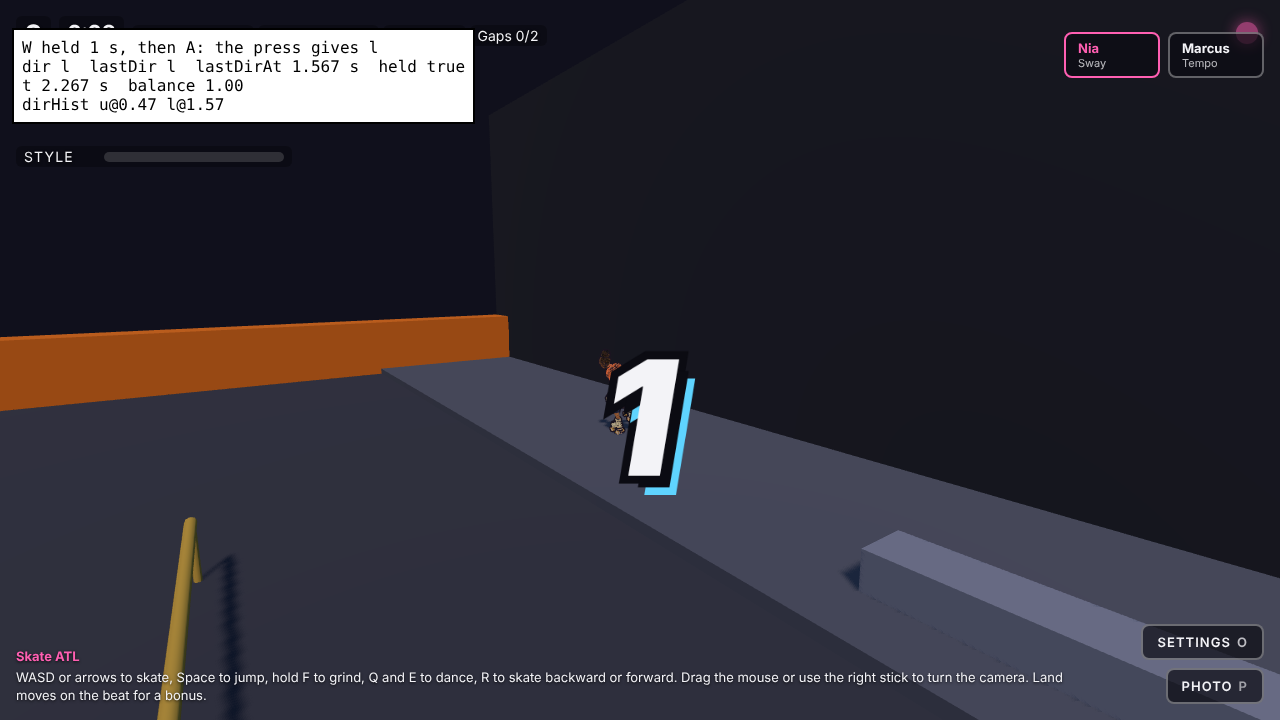 W held 1 s, then A: the press gives l
dir l  lastDir l  lastDirAt 1.567 s  held true
t 2.267 s  balance 1.00
dirHist u@0.47 l@1.57
Gaps 0/2
Nia
Sway
Marcus
Tempo
STYLE
1
SETTINGS O
PHOTO P
Skate ATL
WASD or arrows to skate, Space to jump, hold F to grind, Q and E to dance, R to skate backward or forward. Drag the mouse or use the right stick to turn the camera. Land
moves on the beat for a bonus.